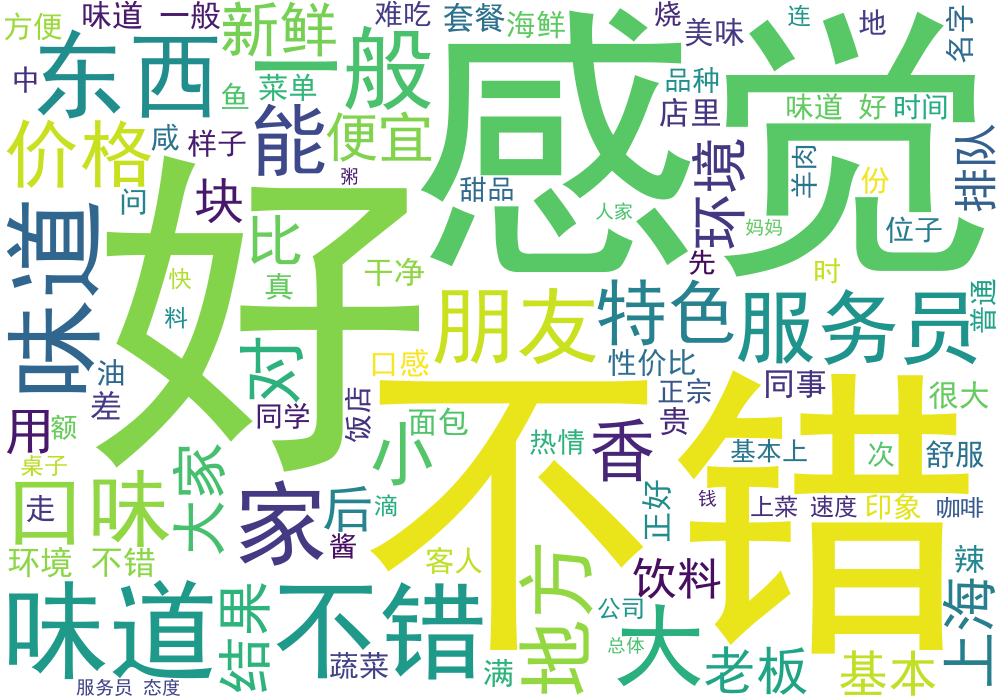 方便
味道 一般
新鲜
难吃
套餐
海鲜
烧
美味
连
地
名字
东西
一般
感觉
中
鱼
菜单
品种
店里
味道 好
时间
价格
咸
样子
能
便宜
环境
羊肉
排队
块
问
粥
甜品
份
人家
妈妈
位子
味道
好
比
真
干净
先
时
快
料
朋友
特色
服务员
普通
对
口感
性价比
正宗
同事
很大
油
差
不错
用
额
同学
饭店
小
面包
热情
香
贵
基本上
次
舒服
桌子
口味
大家
家
后
滴
正好
钱
上菜
速度
印象
咖啡
走
酱
环境
不错
客人
地方
饮料
辣
上海
味道
不错
结果
公司
大
老板
基本
蔬菜
满
总体
服务员 态度